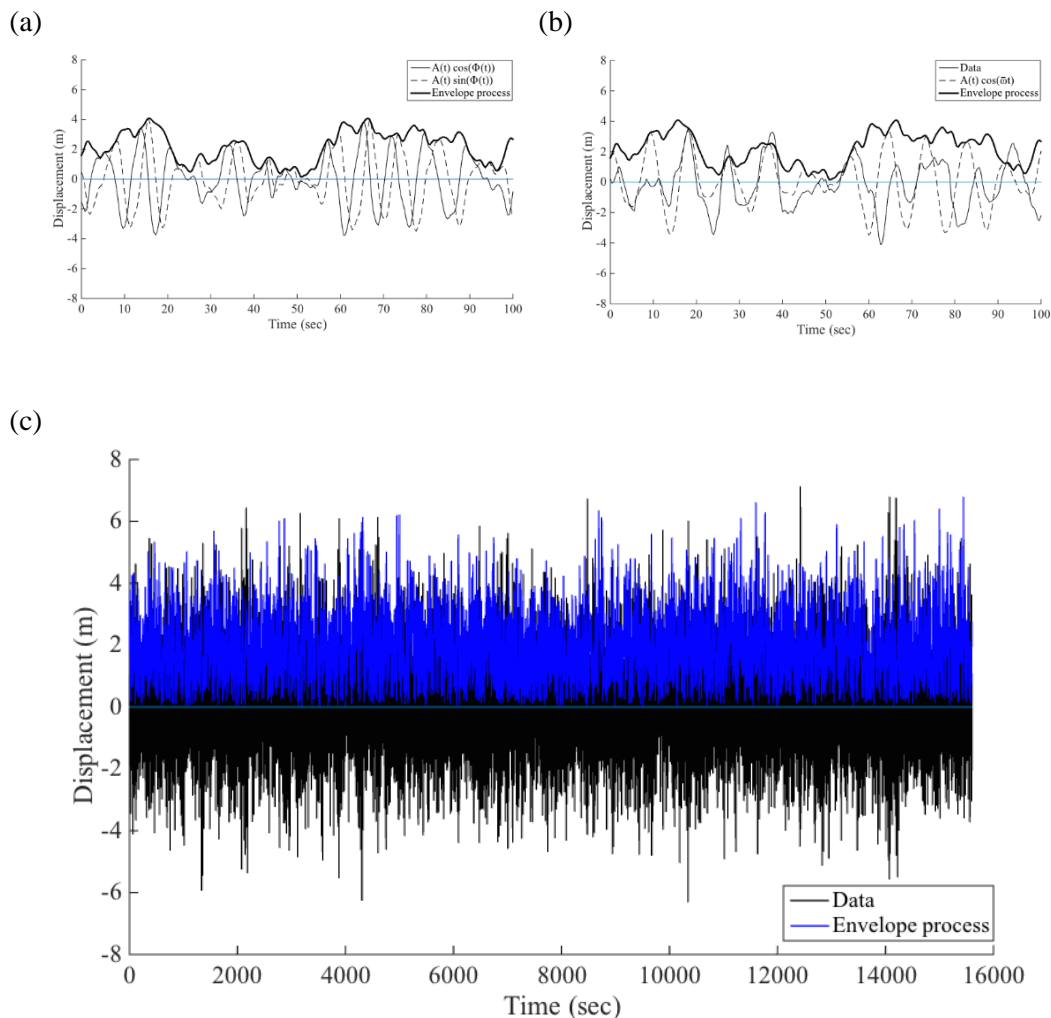 (a)
(b)
8
6
4
2
0
-2
-4
-6
-8
Displacement (m)
A(t) cos(Φ(t))
A(t) sin(Φ(t))
Envelope process
0 10 20 30 40 50 60 70 80 90 100
Time (sec)
8
6
4
2
0
-2
-4
-6
-8
Displacement (m)
Data
A(t) cos(ϖt)
Envelope process
0 10 20 30 40 50 60 70 80 90 100
Time (sec)
(c)
8
6
4
2
0
-2
-4
-6
-8
Displacement (m)
Data
Envelope process
0 2000 4000 6000 8000 10000 12000 14000 16000
Time (sec)